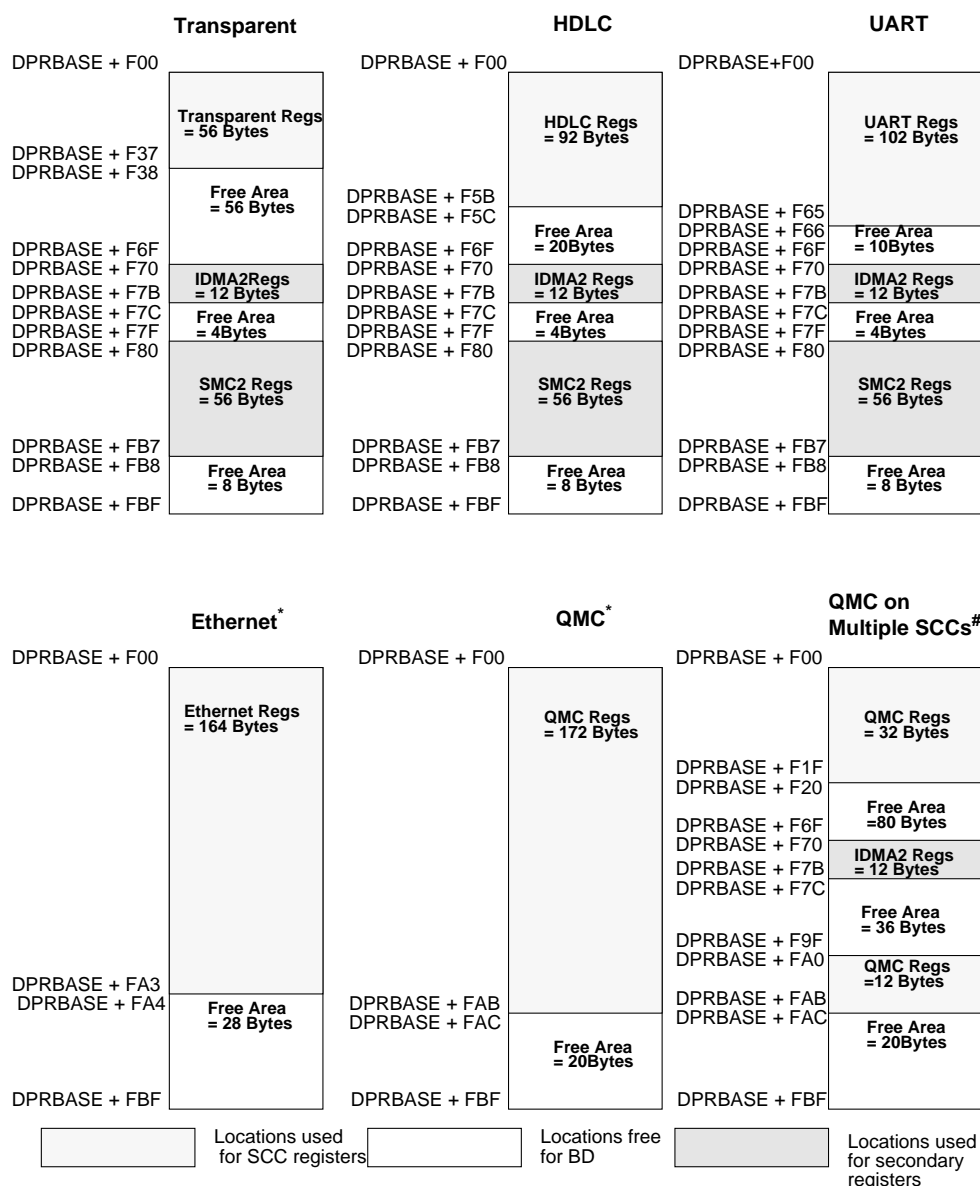 Transparent
DPRBASE + F00
Transparent Regs
= 56 Bytes
DPRBASE + F37
DPRBASE + F38
Free Area
= 56 Bytes
DPRBASE + F6F
DPRBASE + F70
IDMA2Regs
= 12 Bytes
DPRBASE + F7B
DPRBASE + F7C
Free Area
= 4Bytes
DPRBASE + F7F
DPRBASE + F80
SMC2 Regs
= 56 Bytes
DPRBASE + FB7
DPRBASE + FB8
Free Area
= 8 Bytes
DPRBASE + FBF
HDLC
DPRBASE + F00
HDLC Regs
= 92 Bytes
DPRBASE + F5B
DPRBASE + F5C
Free Area
= 20Bytes
DPRBASE + F6F
DPRBASE + F70
IDMA2 Regs
= 12 Bytes
DPRBASE + F7B
DPRBASE + F7C
Free Area
= 4Bytes
DPRBASE + F7F
DPRBASE + F80
SMC2 Regs
= 56 Bytes
DPRBASE + FB7
DPRBASE + FB8
Free Area
= 8 Bytes
DPRBASE + FBF
UART
DPRBASE+F00
UART Regs
= 102 Bytes
DPRBASE + F65
DPRBASE + F66
Free Area
= 10Bytes
DPRBASE + F6F
DPRBASE + F70
IDMA2 Regs
= 12 Bytes
DPRBASE + F7B
DPRBASE + F7C
Free Area
= 4Bytes
DPRBASE + F7F
DPRBASE + F80
SMC2 Regs
= 56 Bytes
DPRBASE + FB7
DPRBASE + FB8
Free Area
= 8 Bytes
DPRBASE + FBF
Ethernet*
DPRBASE + F00
Ethernet Regs
= 164 Bytes
DPRBASE + FA3
DPRBASE + FA4
Free Area
= 28 Bytes
DPRBASE + FBF
QMC*
DPRBASE + F00
QMC Regs
= 172 Bytes
DPRBASE + FAB
DPRBASE + FAC
Free Area
= 20Bytes
DPRBASE + FBF
QMC on
Multiple SCCs#
DPRBASE + F00
QMC Regs
= 32 Bytes
DPRBASE + F1F
DPRBASE + F20
Free Area
=80 Bytes
DPRBASE + F6F
DPRBASE + F70
IDMA2 Regs
= 12 Bytes
DPRBASE + F7B
DPRBASE + F7C
Free Area
= 36 Bytes
DPRBASE + F9F
DPRBASE + FA0
QMC Regs
=12 Bytes
DPRBASE + FAB
DPRBASE + FAC
Free Area
= 20Bytes
DPRBASE + FBF
Locations used
for SCC registers
Locations free
for BD
Locations used
for secondary
registers